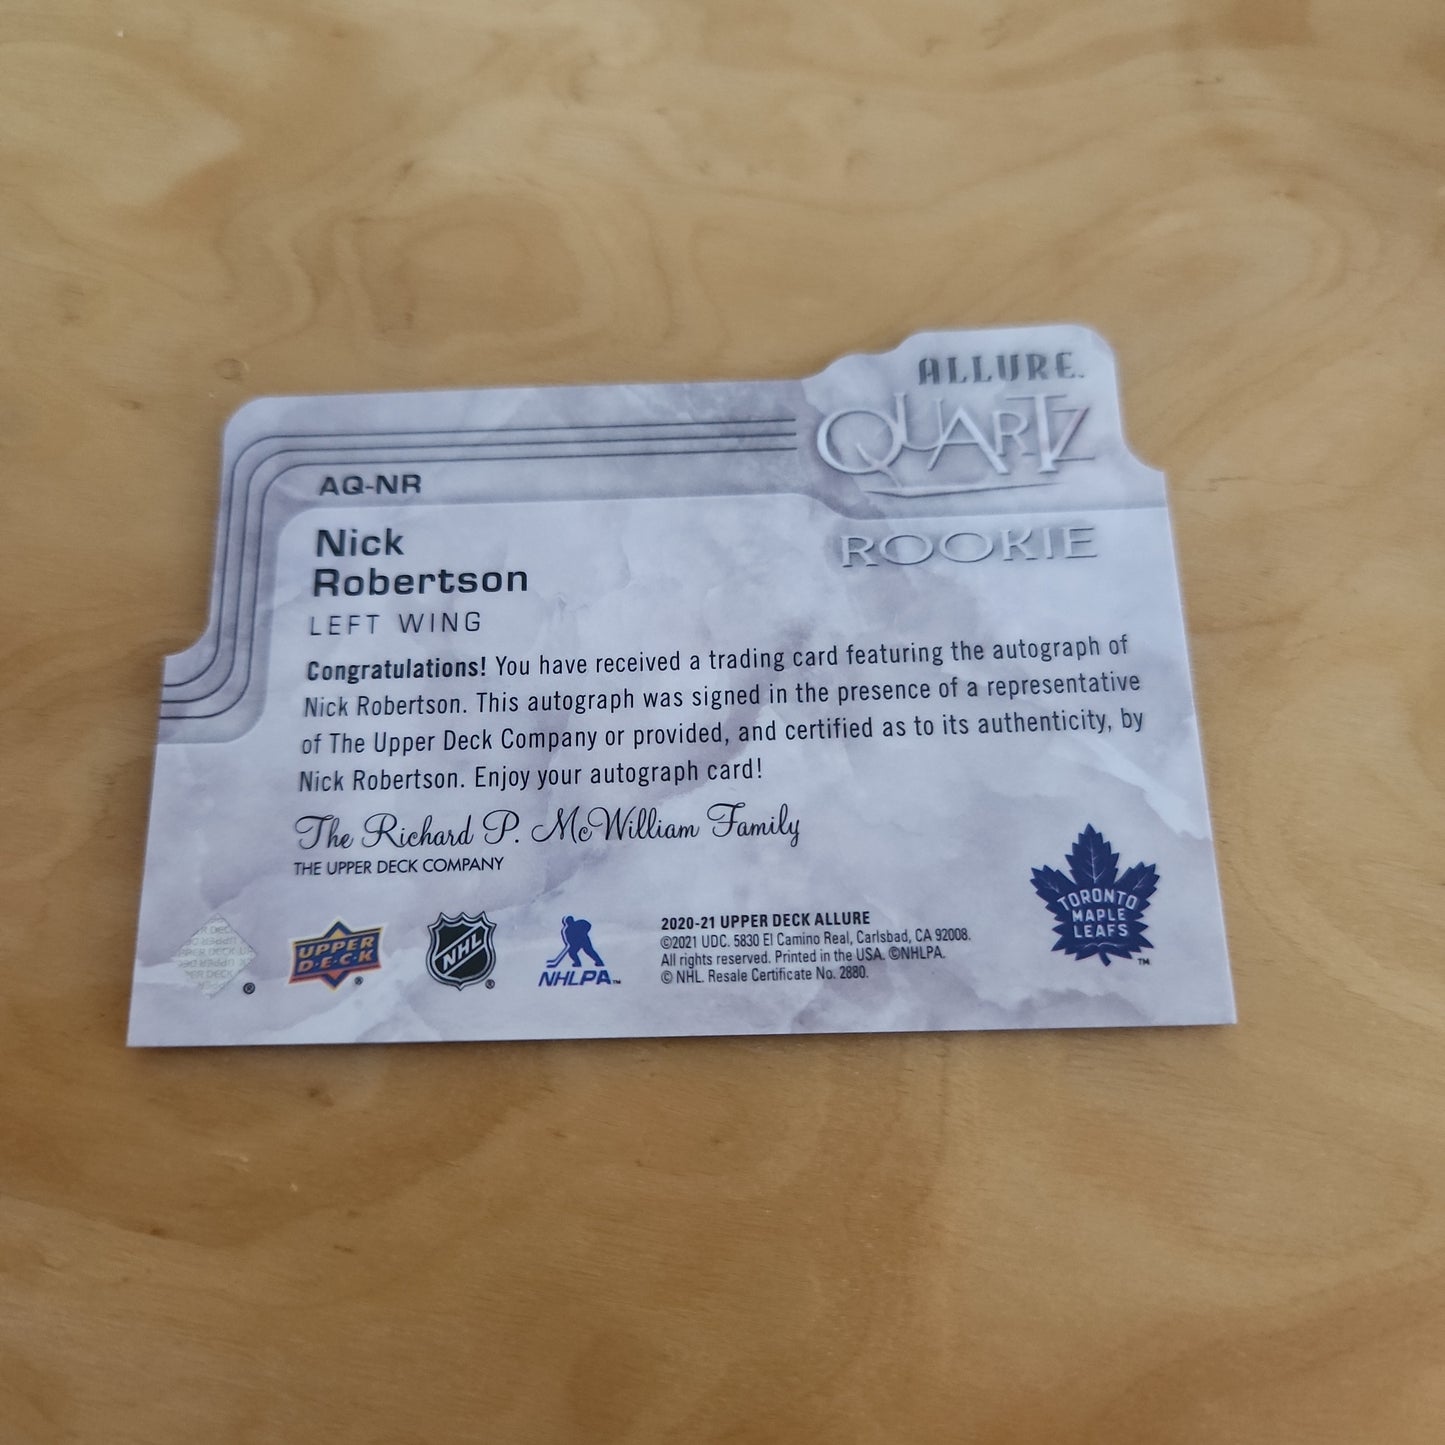 ALLURE.
QUARTZ
AQ-NR
ROOKIE
Nick
Robertson
LEFT WING
Congratulations! You have received a trading card featuring the autograph of
Nick Robertson. This autograph was signed in the presence of a representative
of The Upper Deck Company or provided, and certified as to its authenticity, by
Nick Robertson. Enjoy your autograph card!
The Richard P. McWilliam Family
THE UPPER DECK COMPANY
®
UPPER
D·E·C·K
®
NHL
®
NHLPA™
2020-21 UPPER DECK ALLURE
©2021 UDC. 5830 El Camino Real, Carlsbad, CA 92008.
All rights reserved. Printed in the USA. ©NHLPA.
© NHL. Resale Certificate No. 2880.
TORONTO
MAPLE
LEAFS
™